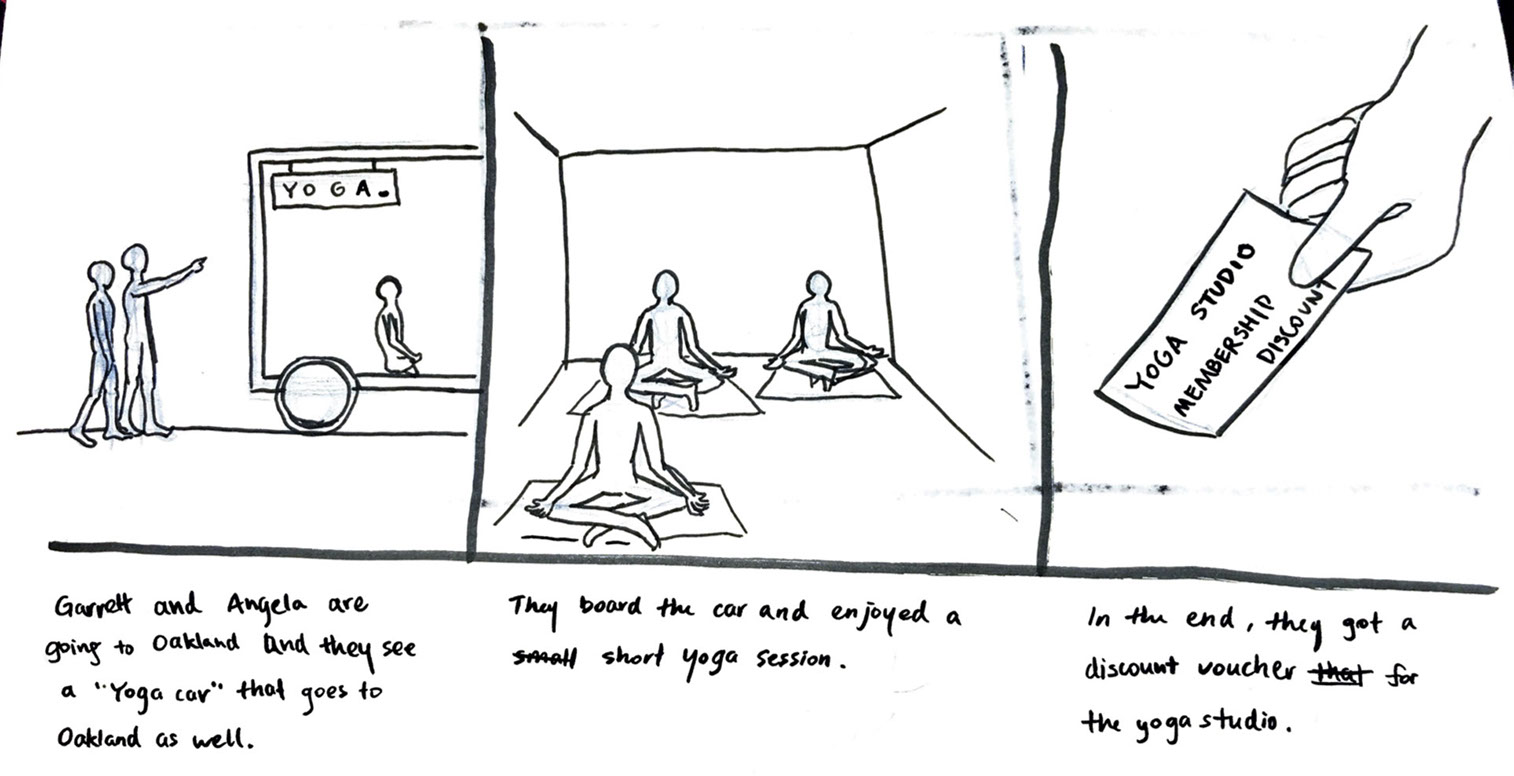 YOGA.
YOGA STUDIO
MEMBERSHIP
DISCOUNT
Garrett and Angela are
going to Oakland and they see
a "Yoga car" that goes to
Oakland as well.
They board the car and enjoyed a
small short yoga session.
In the end, they got a
discount voucher that for
the yoga studio.